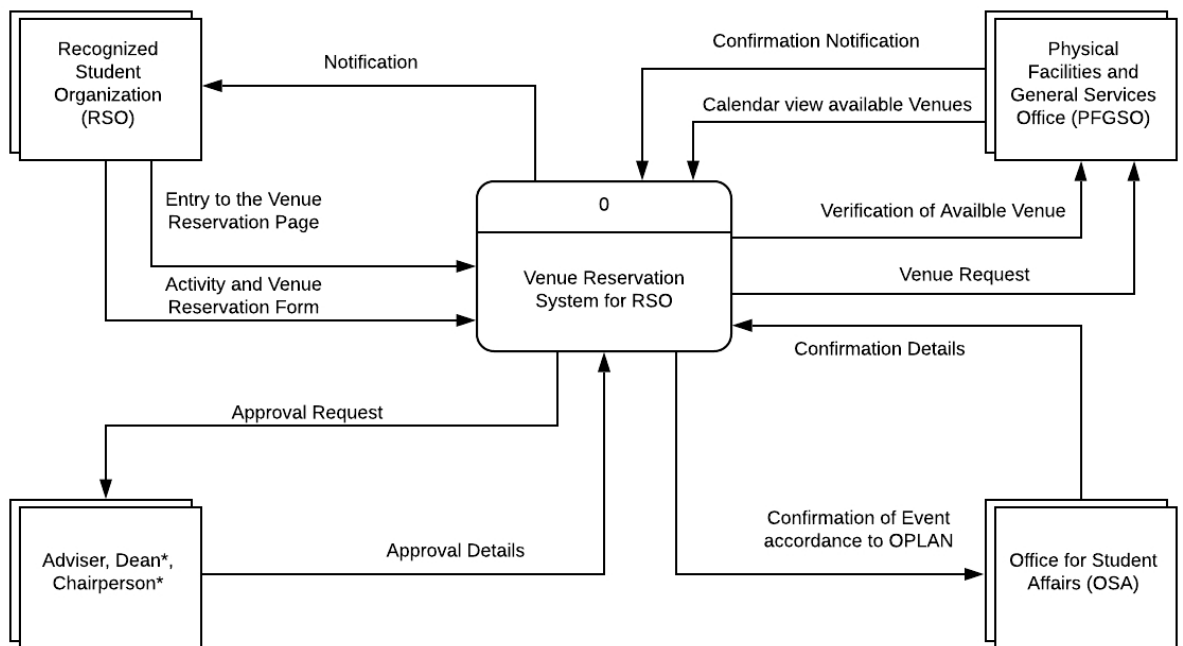 Recognized
Student
Organization
(RSO)
Notification
Confirmation Notification
Calendar view available Venues
Physical
Facilities and
General Services
Office (PFGSO)
Entry to the Venue
Reservation Page
Activity and Venue
Reservation Form
0
Venue Reservation
System for RSO
Verification of Availble Venue
Venue Request
Confirmation Details
Approval Request
Approval Details
Confirmation of Event
accordance to OPLAN
Adviser, Dean*,
Chairperson*
Office for Student
Affairs (OSA)